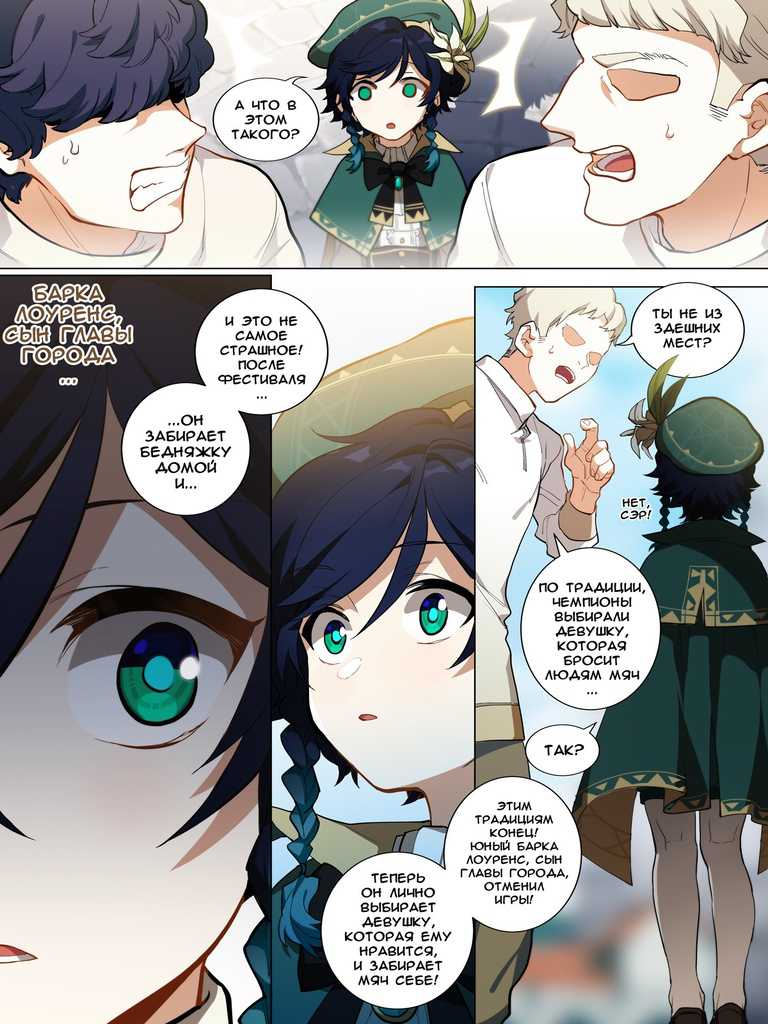 А ЧТО В
ЭТОМ
ТАКОГО?
ТЫ НЕ ИЗ
ЗДЕШНИХ
МЕСТ?
НЕТ,
СЭР!
ПО ТРАДИЦИИ,
ЧЕМПИОНЫ
ВЫБИРАЛИ
ДЕВУШКУ,
КОТОРАЯ
БРОСИТ
ЛЮДЯМ МЯЧ
...
ТАК?
ЭТИМ
ТРАДИЦИЯМ
КОНЕЦ!
ЮНЫЙ БАРКА
ЛОУРЕНС, СЫН
ГЛАВЫ ГОРОДА,
ОТМЕНИЛ
ИГРЫ!
ТЕПЕРЬ
ОН ЛИЧНО
ВЫБИРАЕТ
ДЕВУШКУ,
КОТОРАЯ ЕМУ
НРАВИТСЯ,
И ЗАБИРАЕТ
МЯЧ СЕБЕ!
И ЭТО НЕ
САМОЕ
СТРАШНОЕ!
ПОСЛЕ
ФЕСТИВАЛЯ
...
...ОН
ЗАБИРАЕТ
БЕДНЯЖКУ
ДОМОЙ
И...
БАРКА
ЛОУРЕНС,
СЫН ГЛАВЫ
ГОРОДА
...